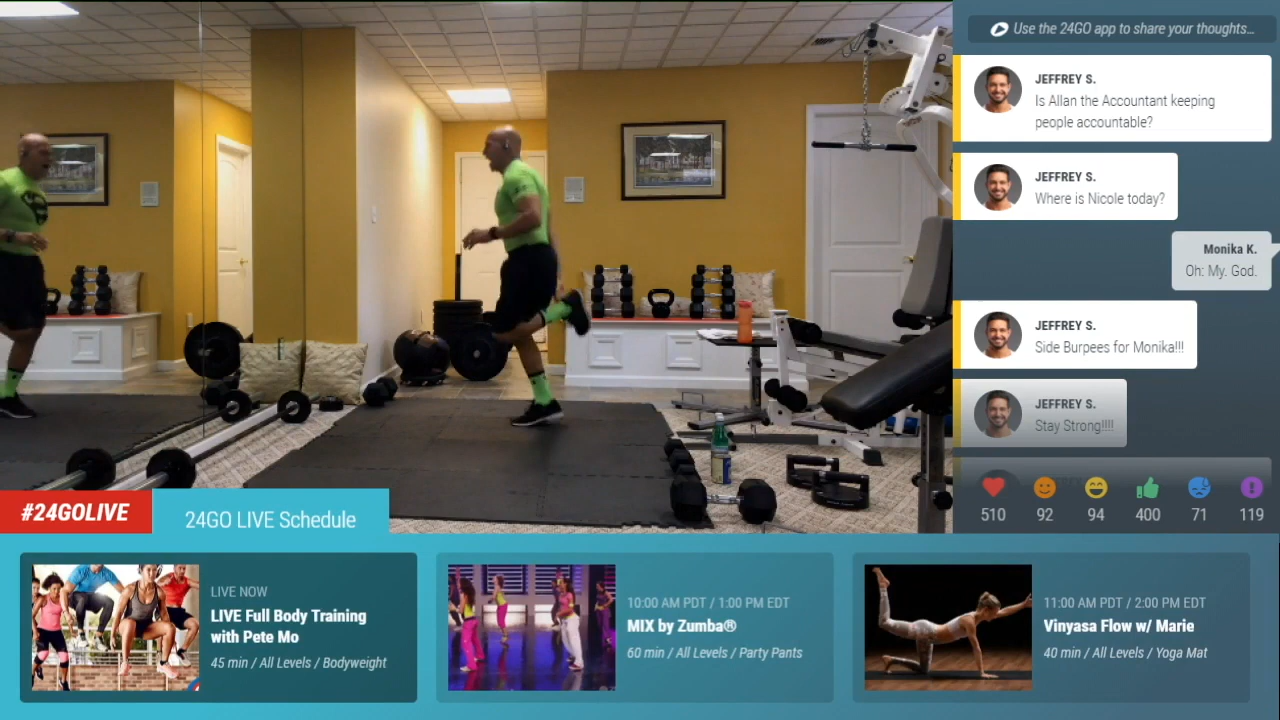 Use the 24GO app to share your thoughts...
JEFFREY S.
Is Allan the Accountant keeping
people accountable?
JEFFREY S.
Where is Nicole today?
Monika K.
Oh: My. God.
JEFFREY S.
Side Burpees for Monika!!!
JEFFREY S.
Stay Strong!!!!
510
92
94
400
71
119
#24GOLIVE
24GO LIVE Schedule
LIVE NOW
LIVE Full Body Training
with Pete Mo
45 min / All Levels / Bodyweight
10:00 AM PDT / 1:00 PM EDT
MIX by Zumba®
60 min / All Levels / Party Pants
11:00 AM PDT / 2:00 PM EDT
Vinyasa Flow w/ Marie
40 min / All Levels / Yoga Mat